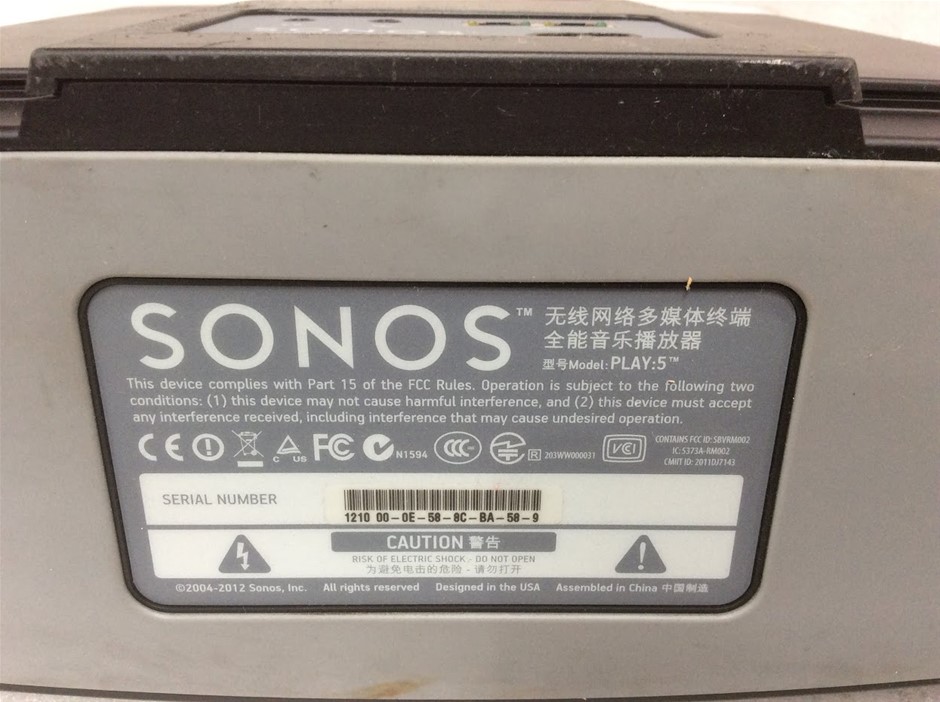 SONOS™
无线网络多媒体终端
全能音乐播放器
型号Model: PLAY:5™
This device complies with Part 15 of the FCC Rules. Operation is subject to the following two
conditions: (1) this device may not cause harmful interference, and (2) this device must accept
any interference received, including interference that may cause undesired operation.
CE FC N1594 CCC R 203WW000031 VCI
C US
CONTAINS FCC ID: SBVRM002
IC: 5373A-RM002
CMIIT ID: 2011DJ7143
SERIAL NUMBER
1210 00-0E-58-8C-BA-58-9
CAUTION 警告
RISK OF ELECTRIC SHOCK - DO NOT OPEN
为避免电击的危险 - 请勿打开
©2004-2012 Sonos, Inc. All rights reserved Designed in the USA Assembled in China 中国制造